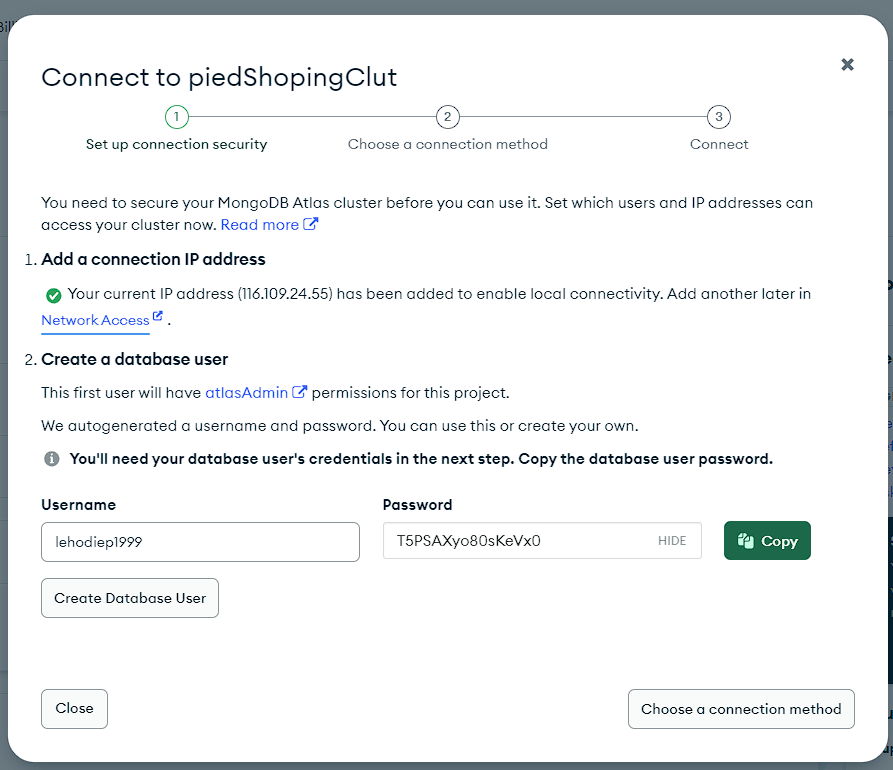 Connect to piedShopingClut
1 2 3
Set up connection security Choose a connection method Connect
You need to secure your MongoDB Atlas cluster before you can use it. Set which users and IP addresses can
access your cluster now. Read more
1. Add a connection IP address
Your current IP address (116.109.24.55) has been added to enable local connectivity. Add another later in
Network Access .
2. Create a database user
This first user will have atlasAdmin permissions for this project.
We autogenerated a username and password. You can use this or create your own.
You'll need your database user's credentials in the next step. Copy the database user password.
Username Password
lehodiep1999 T5PSAXyo80sKeVx0 HIDE Copy
Create Database User
Close Choose a connection method